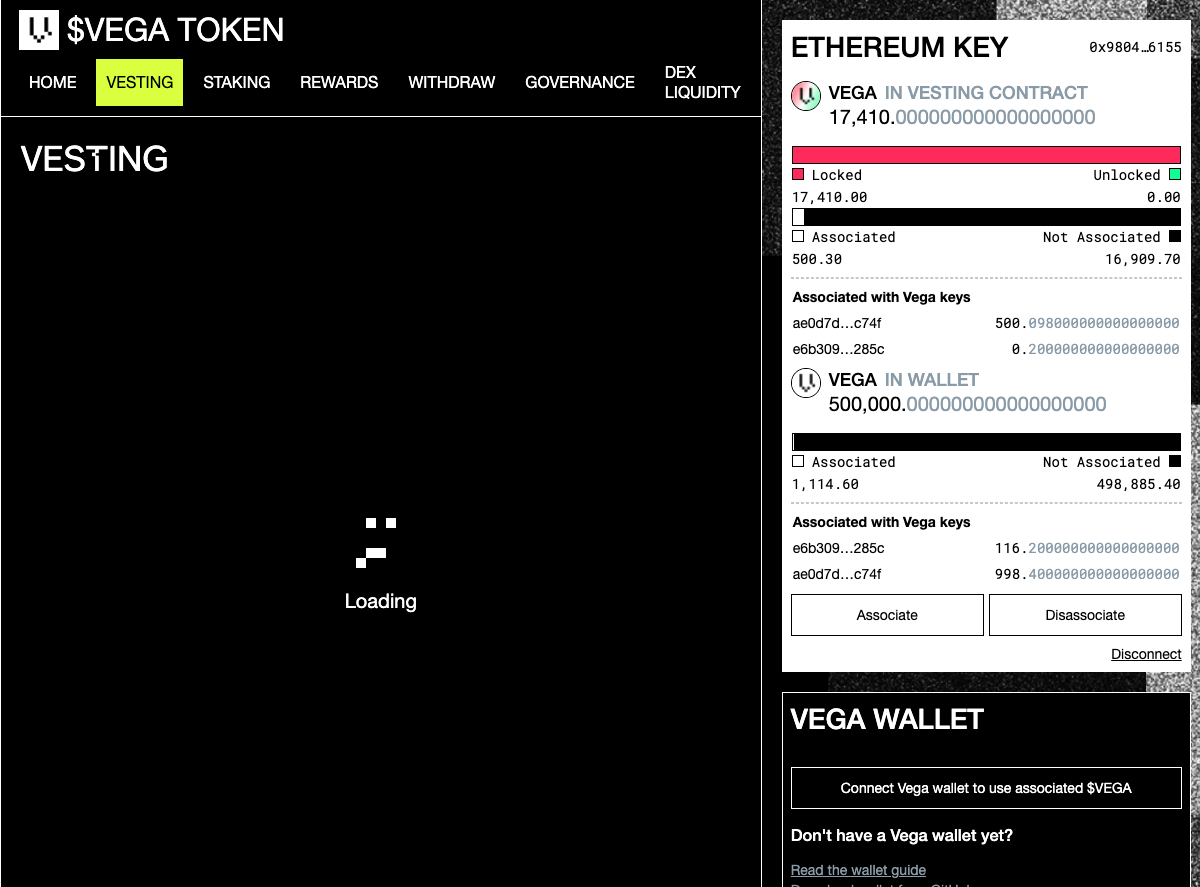 $VEGA TOKEN
HOME VESTING STAKING REWARDS WITHDRAW GOVERNANCE DEX LIQUIDITY
VESTING
Loading
ETHEREUM KEY 0x9804…6155
VEGA IN VESTING CONTRACT
17,410.000000000000000000
Locked Unlocked
17,410.00 0.00
Associated Not Associated
500.30 16,909.70
Associated with Vega keys
ae0d7d…c74f 500.098000000000000000
e6b309…285c 0.200000000000000000
VEGA IN WALLET
500,000.000000000000000000
Associated Not Associated
1,114.60 498,885.40
Associated with Vega keys
e6b309…285c 116.200000000000000000
ae0d7d…c74f 998.400000000000000000
Associate Disassociate
Disconnect
VEGA WALLET
Connect Vega wallet to use associated $VEGA
Don't have a Vega wallet yet?
Read the wallet guide